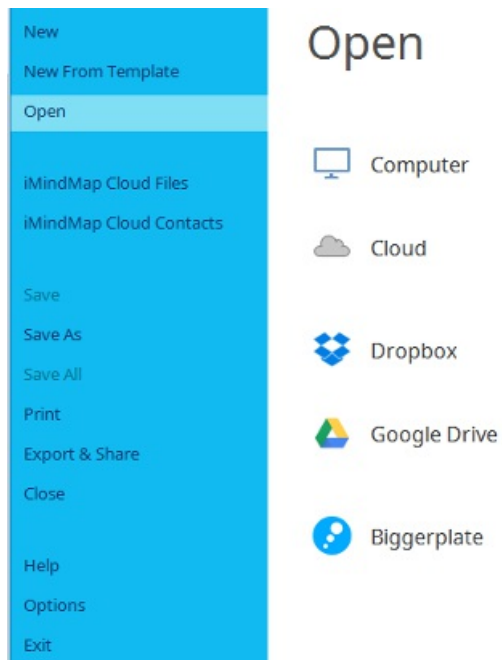 New
New From Template
Open
iMindMap Cloud Files
iMindMap Cloud Contacts
Save
Save As
Save All
Print
Export & Share
Close
Help
Options
Exit
Open
Computer
Cloud
Dropbox
Google Drive
Biggerplate